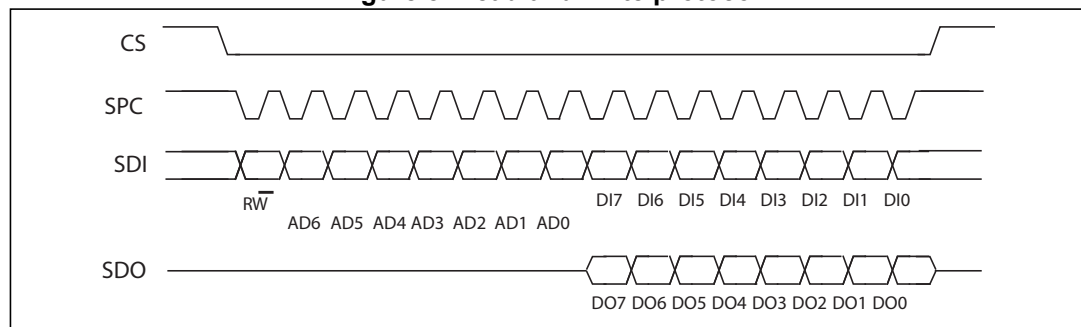 CS
SPC
SDI
RW
DI7 DI6 DI5 DI4 DI3 DI2 DI1 DI0
AD6 AD5 AD4 AD3 AD2 AD1 AD0
SDO
DO7 DO6 DO5 DO4 DO3 DO2 DO1 DO0